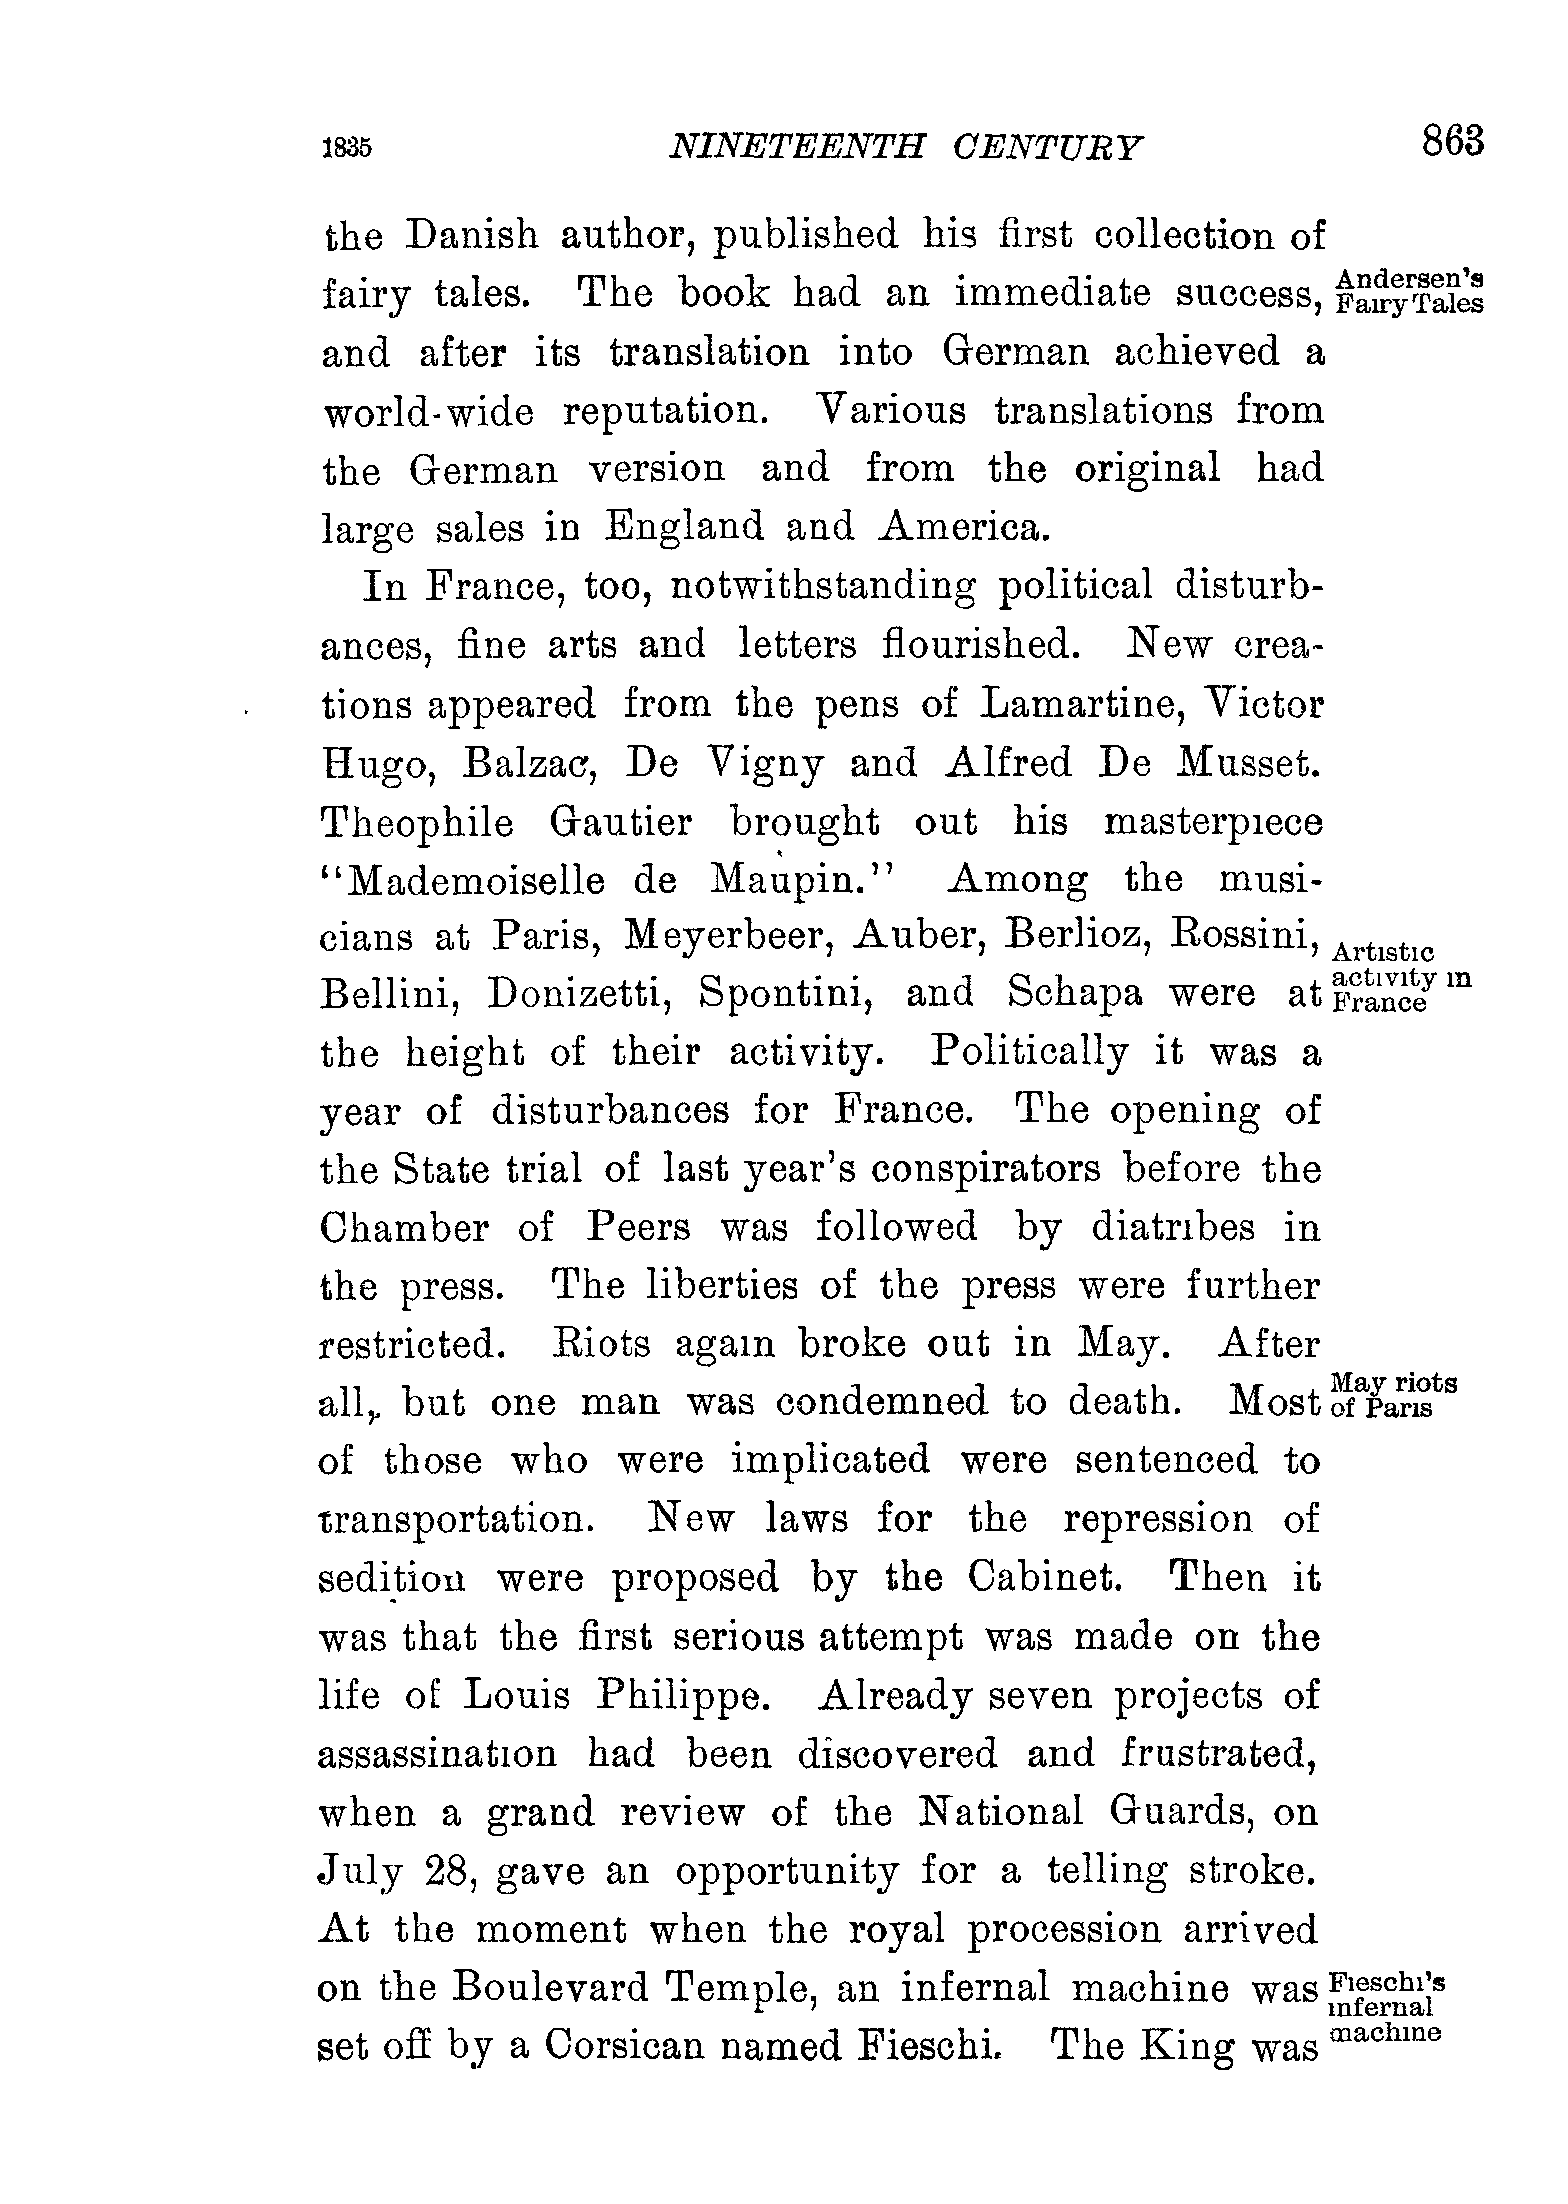 1835 NINETEENTH CENTURY 863
the Danish author, published his first collection of
fairy tales. The book had an immediate success,
Andersen's
Fairy Tales
and after its translation into German achieved a
world-wide reputation. Various translations from
the German version and from the original had
large sales in England and America.
In France, too, notwithstanding political disturb-
ances, fine arts and letters flourished. New crea-
tions appeared from the pens of Lamartine, Victor
Hugo, Balzac, De Vigny and Alfred De Musset.
Theophile Gautier brought out his masterpiece
"Mademoiselle de Maupin." Among the musi-
cians at Paris, Meyerbeer, Auber, Berlioz, Rossini,
Bellini, Donizetti, Spontini, and Schapa were at
Artistic
activity in
France
the height of their activity. Politically it was a
year of disturbances for France. The opening of
the State trial of last year's conspirators before the
Chamber of Peers was followed by diatribes in
the press. The liberties of the press were further
restricted. Riots again broke out in May. After
all, but one man was condemned to death. Most
May riots
of Paris
of those who were implicated were sentenced to
transportation. New laws for the repression of
sedition were proposed by the Cabinet. Then it
was that the first serious attempt was made on the
life of Louis Philippe. Already seven projects of
assassination had been discovered and frustrated,
when a grand review of the National Guards, on
July 28, gave an opportunity for a telling stroke.
At the moment when the royal procession arrived
on the Boulevard Temple, an infernal machine was
set off by a Corsican named Fieschi. The King was
Fieschi's
infernal
machine